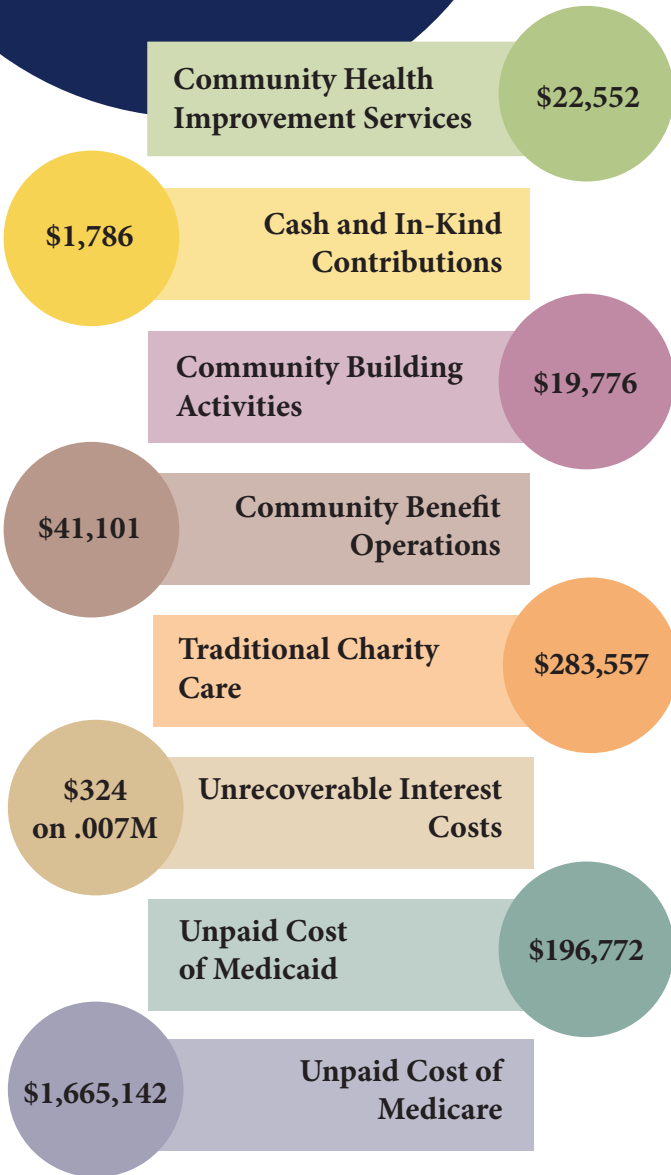 Community Health
Improvement Services
$22,552
$1,786
Cash and In-Kind
Contributions
Community Building
Activities
$19,776
$41,101
Community Benefit
Operations
Traditional Charity
Care
$283,557
$324
on .007M
Unrecoverable Interest
Costs
Unpaid Cost
of Medicaid
$196,772
$1,665,142
Unpaid Cost of
Medicare